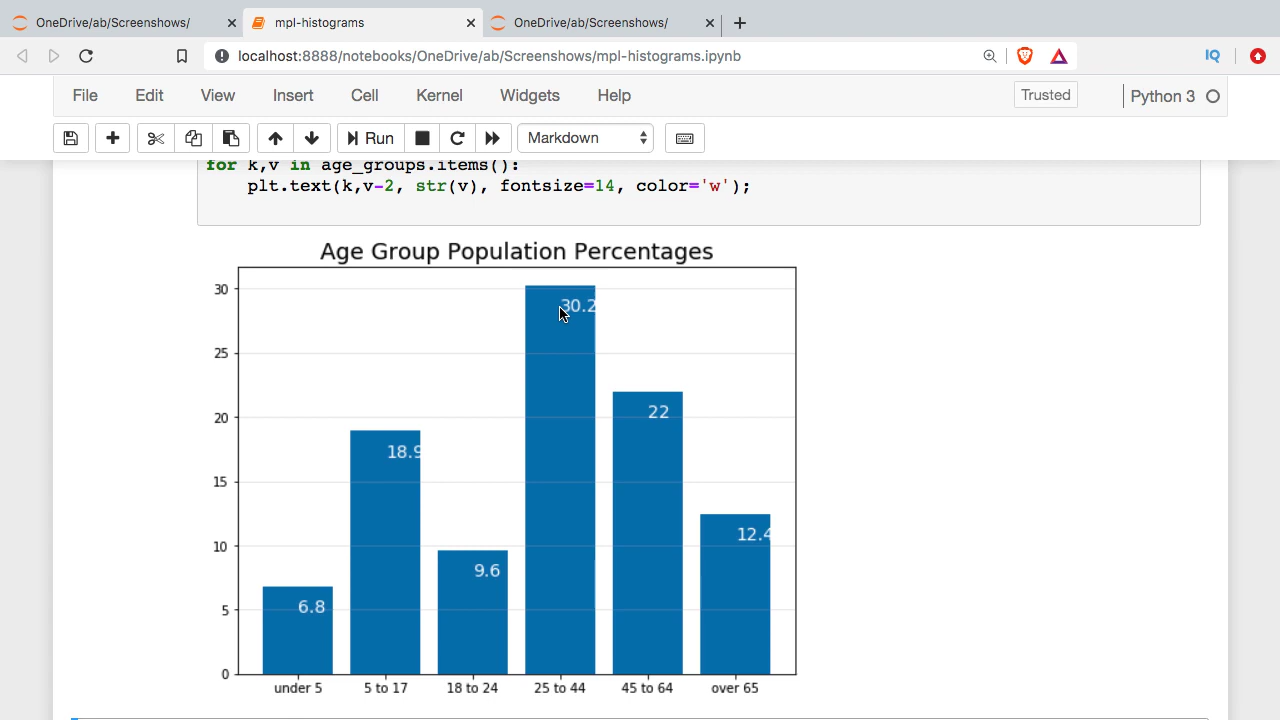 OneDrive/ab/Screenshows/ mpl-histograms OneDrive/ab/Screenshows/
localhost:8888/notebooks/OneDrive/ab/Screenshows/mpl-histograms.ipynb IQ
File Edit View Insert Cell Kernel Widgets Help Trusted Python 3
Run Markdown
for k,v in age_groups.items():
    plt.text(k,v-2, str(v), fontsize=14, color='w');
Age Group Population Percentages
30
30.2
25
20
22
18.9
15
12.4
10
9.6
5
6.8
0
under 5 5 to 17 18 to 24 25 to 44 45 to 64 over 65